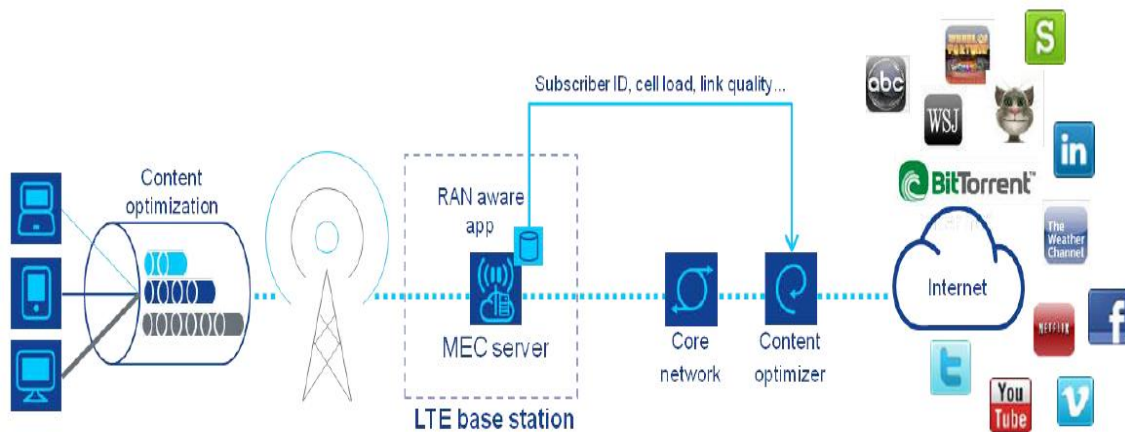 Subscriber ID, cell load, link quality...
Content
optimization
RAN aware
app
MEC server
LTE base station
Core
network
Content
optimizer
Internet
abc
WSJ
S
in
BitTorrent™
The
Weather
Channel
NETFLIX
f
t
You
Tube
V